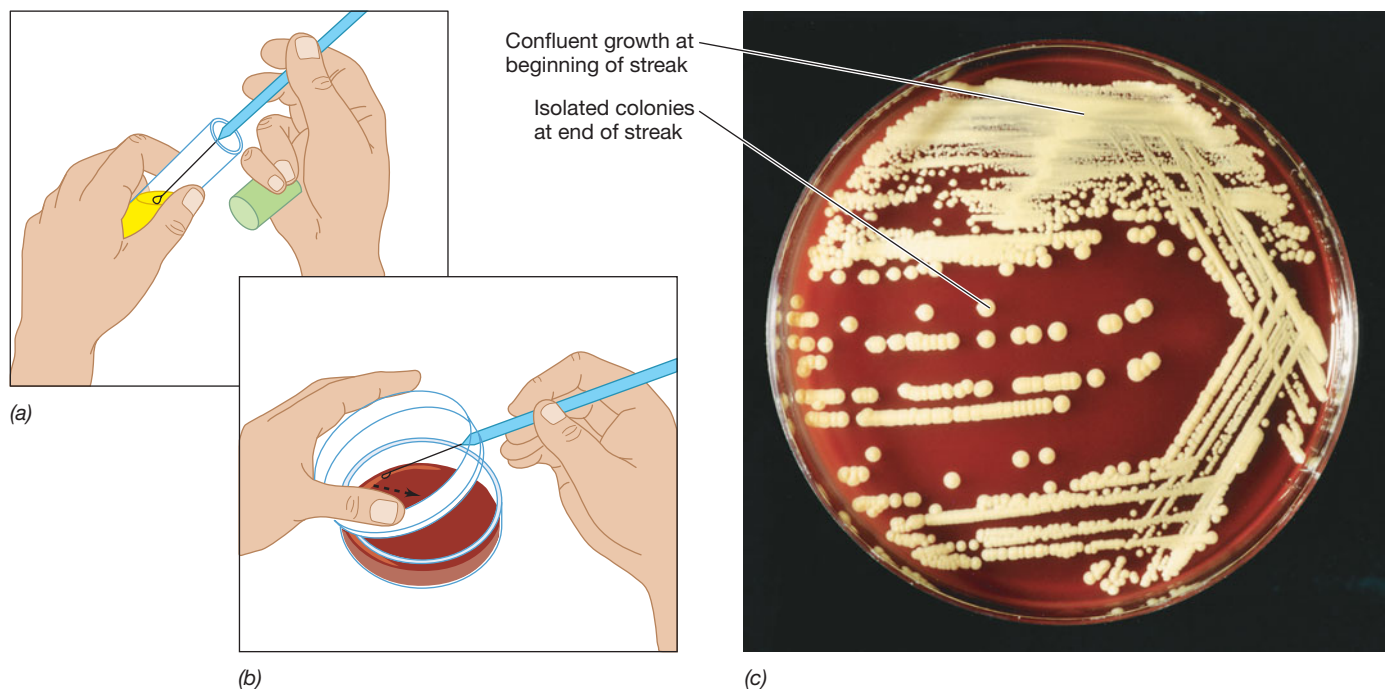 Confluent growth at
beginning of streak
Isolated colonies
at end of streak
(a)
(b)
(c)